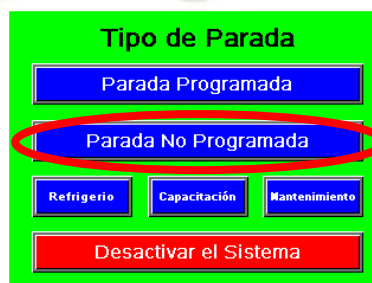 Tipo de Parada
Parada Programada
Parada No Programada
Refrigerio Capacitación Mantenimiento
Desactivar el Sistema